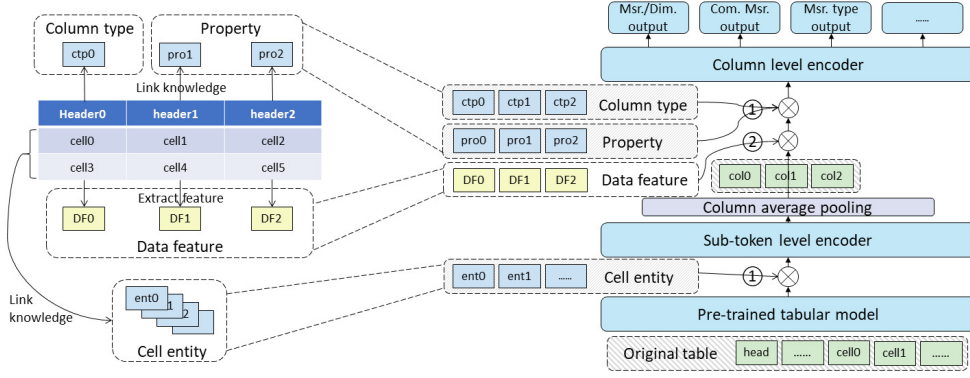 Column type
Property
ctp0
pro1
pro2
Link knowledge
Header0
header1
header2
cell0
cell1
cell2
cell3
cell4
cell5
Extract feature
DF0
DF1
DF2
Data feature
Link
knowledge
ent0
1
2
Cell entity
ctp0
ctp1
ctp2
Column type
pro0
pro1
pro2
Property
DF0
DF1
DF2
Data feature
ent0
ent1
......
Cell entity
Msr./Dim.
output
Com. Msr.
output
Msr. type
output
......
Column level encoder
1
2
col0
col1
col2
Column average pooling
Sub-token level encoder
1
Pre-trained tabular model
Original table
head
......
cell0
cell1
......